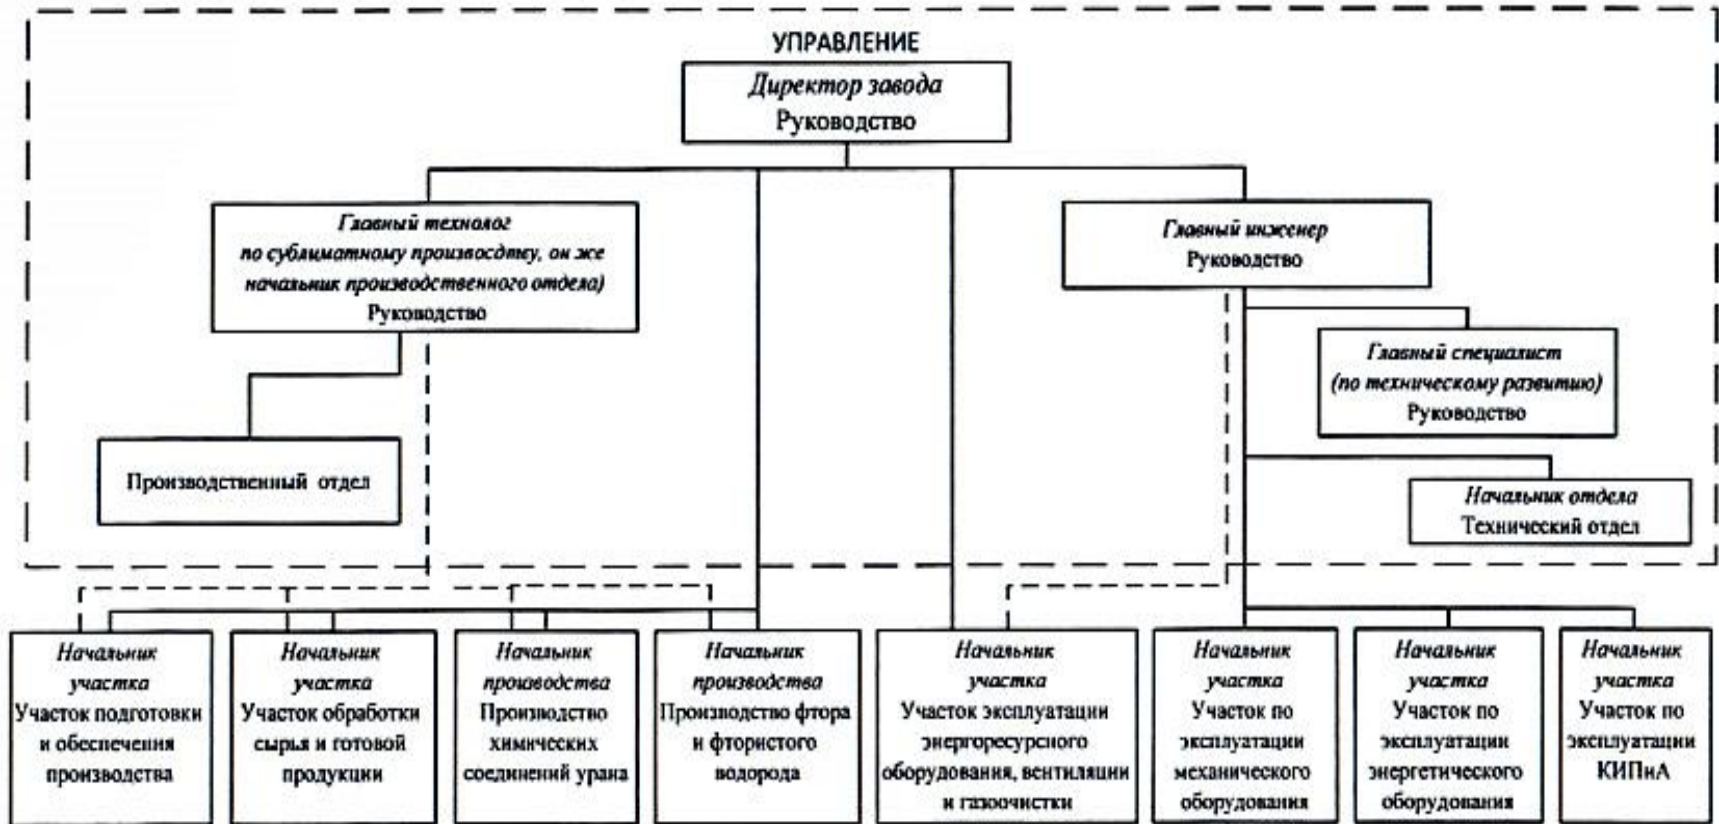 УПРАВЛЕНИЕ
Директор завода
Руководство
Главный технолог
по сублиматному произвосдтву, он же
начальник производственного отдела)
Руководство
Главный инженер
Руководство
Главный специалист
(по техническому развитию)
Руководство
Производственный отдел
Начальник отдела
Технический отдел
Начальник
участка
Участок подготовки
и обеспечения
производства
Начальник
участка
Участок обработки
сырья и готовой
продукции
Начальник
производства
Производство
химических
соединений урана
Начальник
производства
Производство фтора
и фтористого
водорода
Начальник
участка
Участок эксплуатации
энергоресурсного
оборудования, вентиляции
и газоочистки
Начальник
участка
Участок по
эксплуатации
механического
оборудования
Начальник
участка
Участок по
эксплуатации
энергетического
оборудования
Начальник
участка
Участок по
эксплуатации
КИПиА